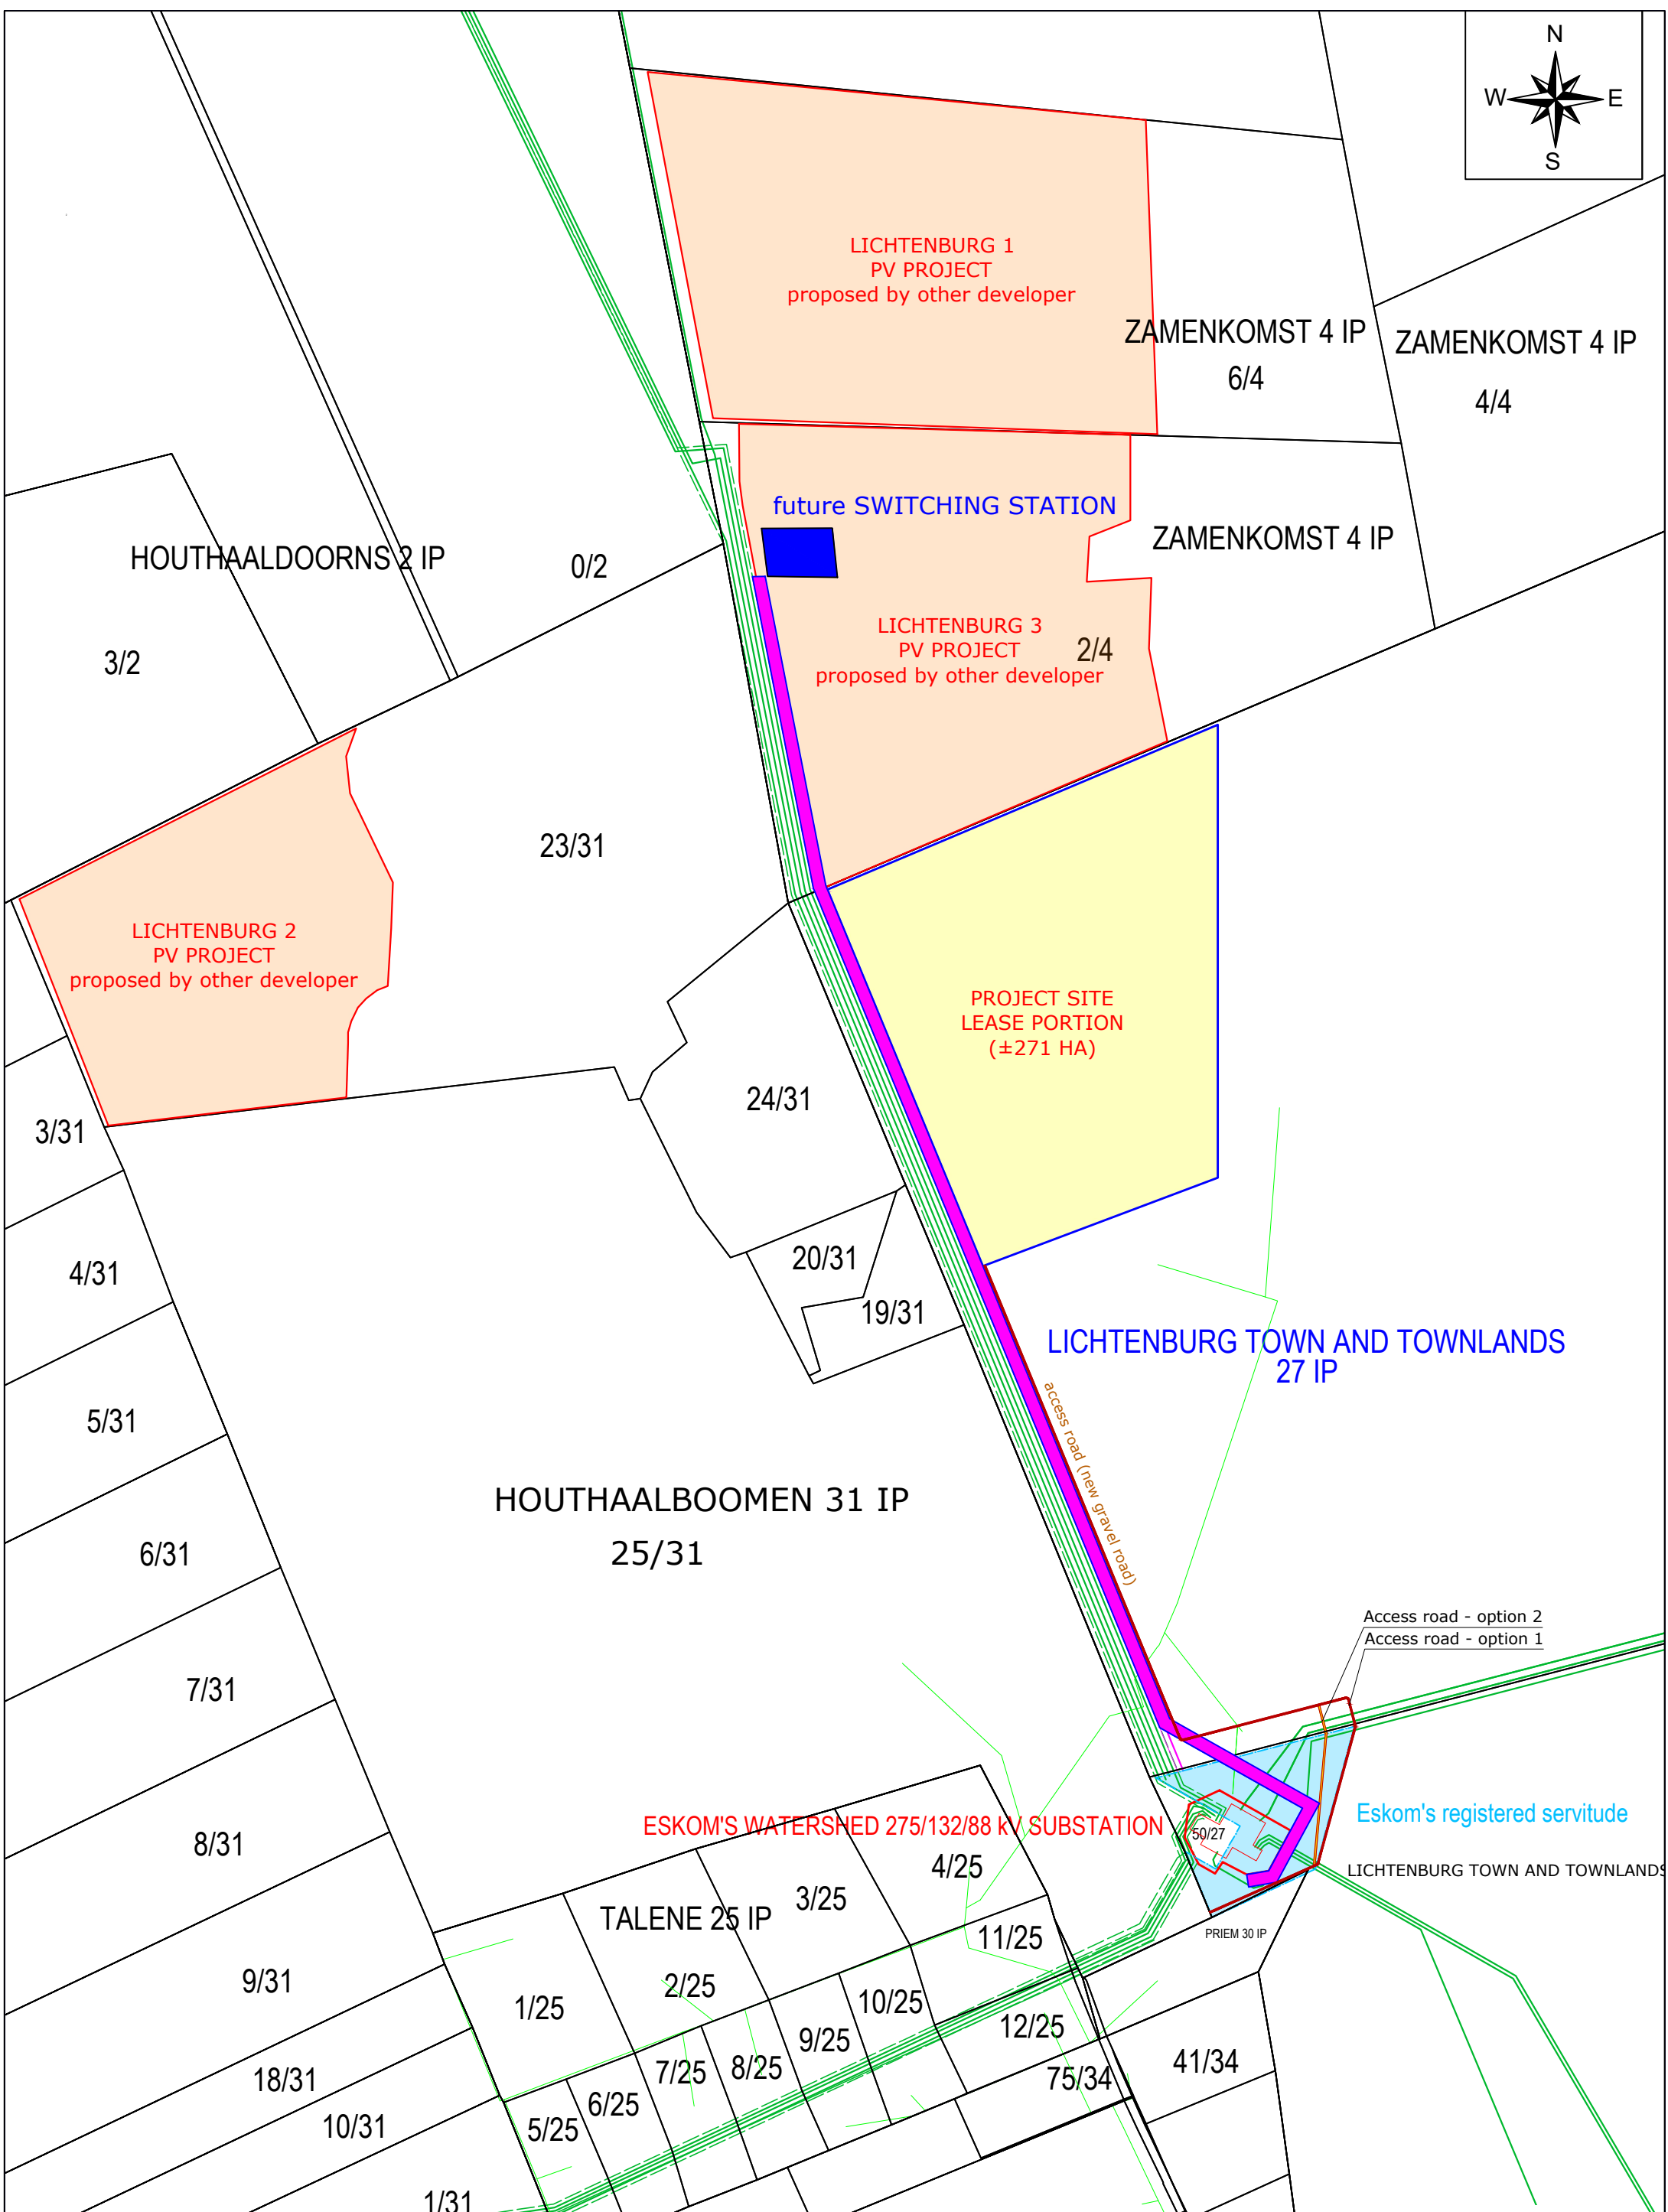 N
W
E
S
LICHTENBURG 1
PV PROJECT
proposed by other developer
ZAMENKOMST 4 IP
6/4
ZAMENKOMST 4 IP
4/4
future SWITCHING STATION
ZAMENKOMST 4 IP
HOUTHAALDOORNS 2 IP
0/2
3/2
LICHTENBURG 3
PV PROJECT
proposed by other developer
2/4
23/31
LICHTENBURG 2
PV PROJECT
proposed by other developer
PROJECT SITE
LEASE PORTION
(±271 HA)
24/31
3/31
20/31
4/31
19/31
LICHTENBURG TOWN AND TOWNLANDS
27 IP
access road (new gravel road)
5/31
HOUTHAALBOOMEN 31 IP
25/31
6/31
Access road - option 2
Access road - option 1
7/31
ESKOM'S WATERSHED 275/132/88 kV SUBSTATION
50/27
Eskom's registered servitude
8/31
LICHTENBURG TOWN AND TOWNLANDS
4/25
3/25
TALENE 25 IP
11/25
PRIEM 30 IP
9/31
2/25
1/25
10/25
12/25
9/25
8/25
7/25
75/34
41/34
18/31
6/25
10/31
5/25
1/31